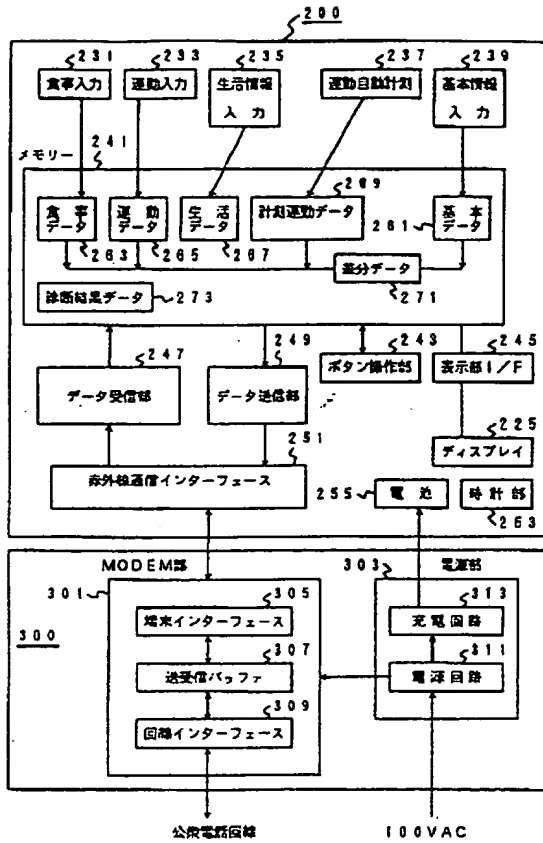 200
231
233
235
237
239
食事入力
運動入力
生活情報
入力
運動自動計測
基本情報
入力
241
メモリー
269
食事
データ
運動
データ
生活
データ
計測運動データ
261
基本
データ
263
265
267
差分データ
271
診断結果データ
273
247
249
243
245
データ受信部
データ送信部
ボタン操作部
表示部I/F
225
ディスプレイ
251
赤外線通信インターフェース
255
電池
時計部
253
MODEM部
電源部
301
303
300
305
端末インターフェース
313
充電回路
307
送受信バッファ
311
電源回路
309
回線インターフェース
公衆電話回線
100VAC